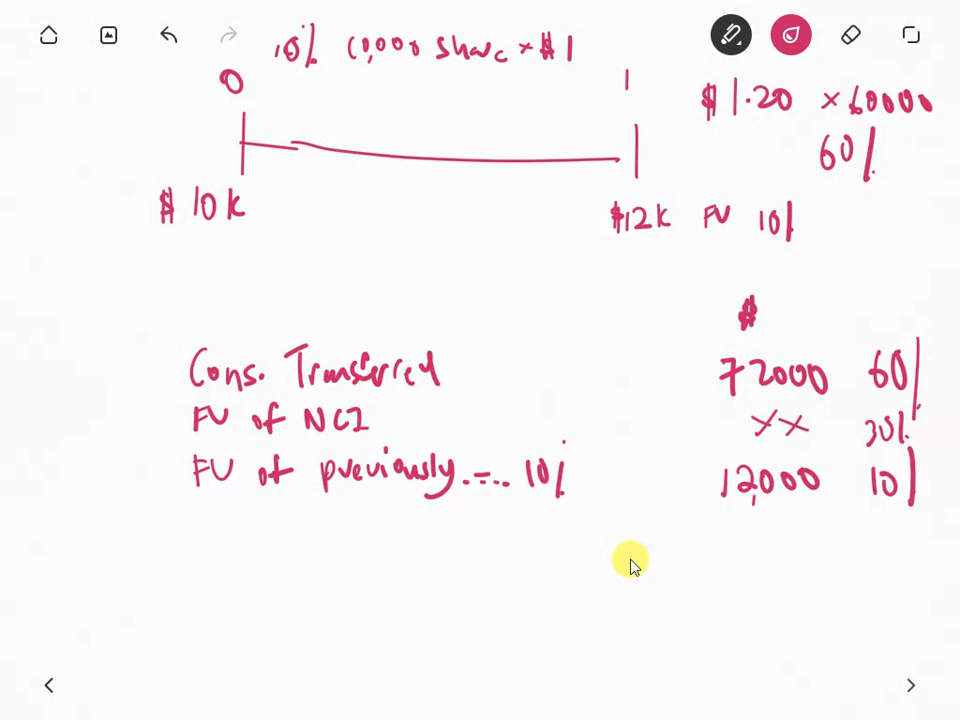 10% 10,000 share × $1
0 1
$1.20 × 60000
60%
$10k
$12k FV 10%
$
Cons. Transferred 72000 60%
FV of NCI xx 30%
FV of previously ---. 10% 12,000 10%